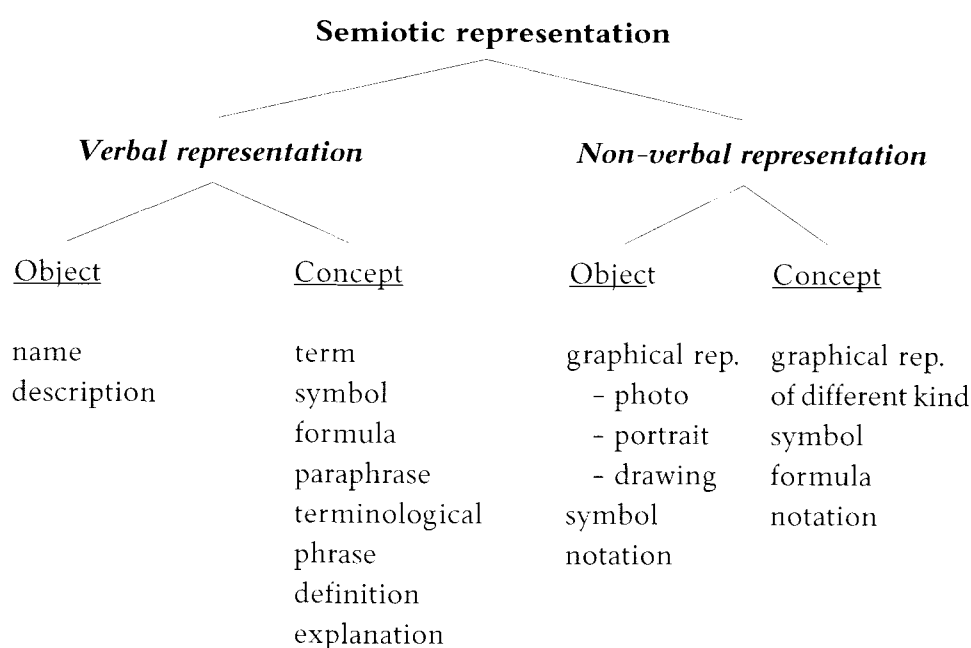 Semiotic representation
Verbal representation
Non-verbal representation
Object
Concept
Object
Concept
name
description
term
symbol
formula
paraphrase
terminological
phrase
definition
explanation
graphical rep.
- photo
- portrait
- drawing
symbol
notation
graphical rep.
of different kind
symbol
formula
notation